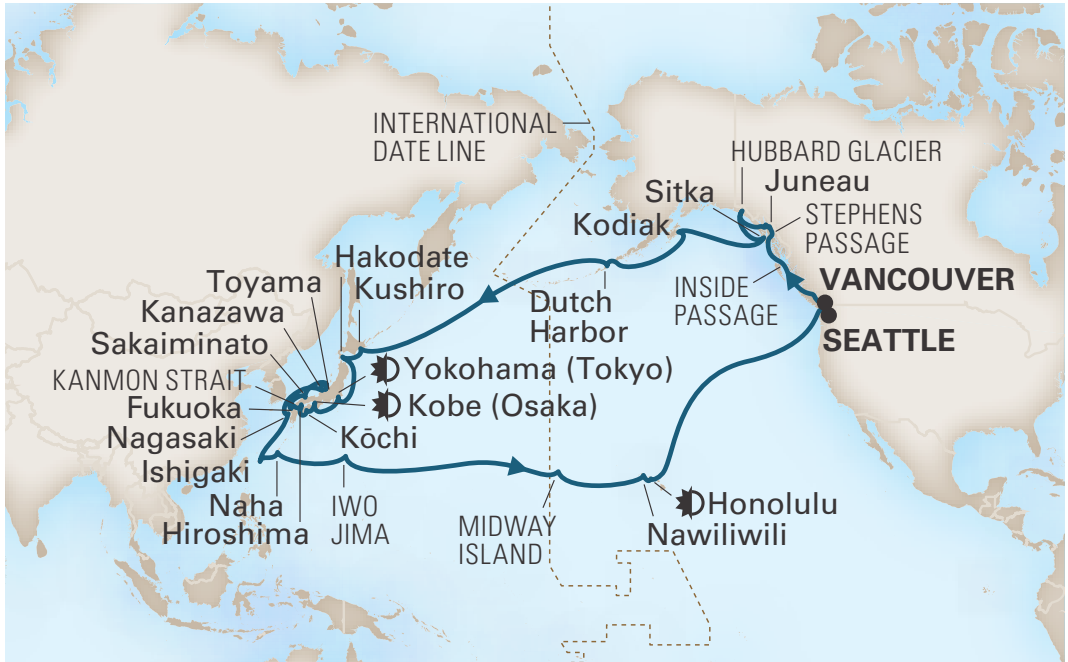 INTERNATIONAL
DATE LINE
HUBBARD GLACIER
Juneau
Sitka
STEPHENS
PASSAGE
Kodiak
Hakodate
Kushiro
VANCOUVER
Toyama
INSIDE
PASSAGE
Dutch
Harbor
Kanazawa
SEATTLE
Sakaiminato
Yokohama (Tokyo)
KANMON STRAIT
Kobe (Osaka)
Fukuoka
Nagasaki
Kōchi
Ishigaki
Naha
Hiroshima
IWO
JIMA
MIDWAY
ISLAND
Honolulu
Nawiliwili